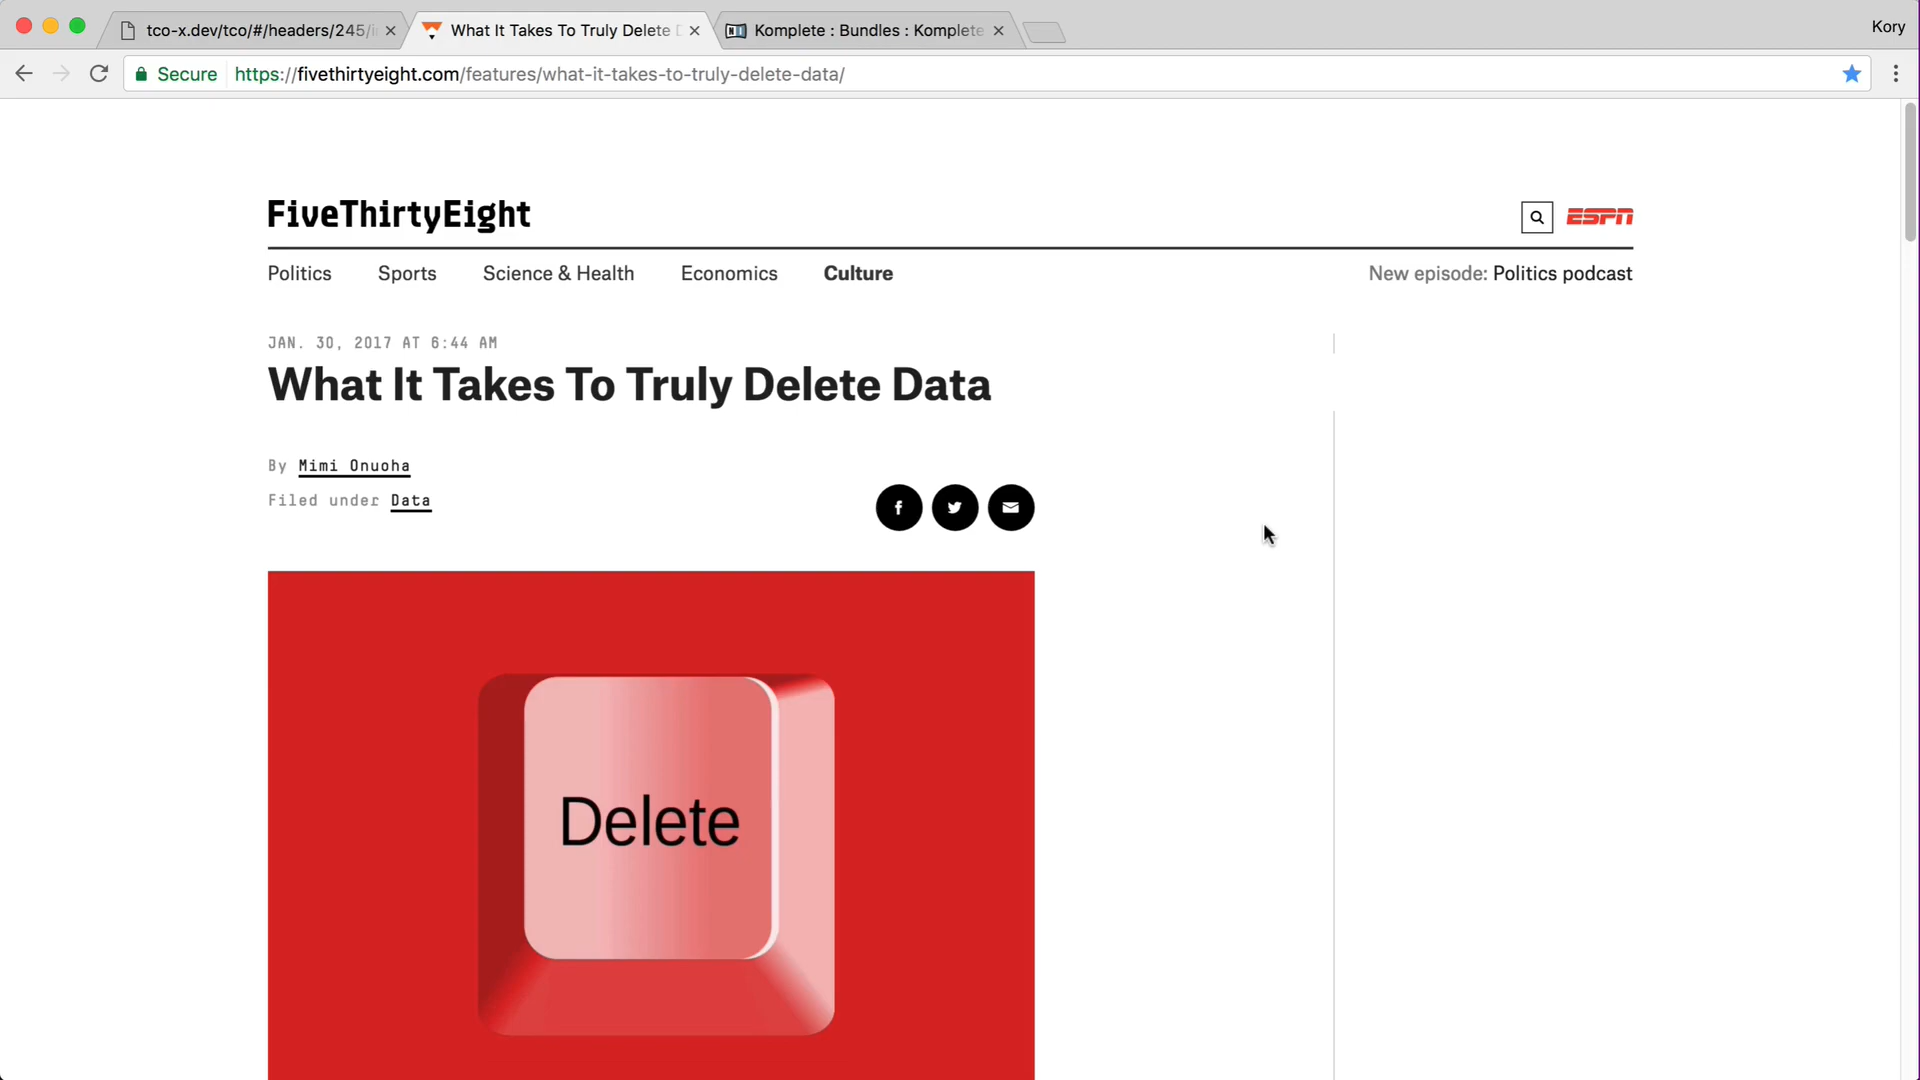 tco-x.dev/tco/#/headers/245/
What It Takes To Truly Delete
Komplete : Bundles : Komplete
Kory
Secure
https://fivethirtyeight.com/features/what-it-takes-to-truly-delete-data/
FiveThirtyEight
ESPN
Politics
Sports
Science & Health
Economics
Culture
New episode: Politics podcast
JAN. 30, 2017 AT 6:44 AM
What It Takes To Truly Delete Data
By Mimi Onuoha
Filed under Data
Delete